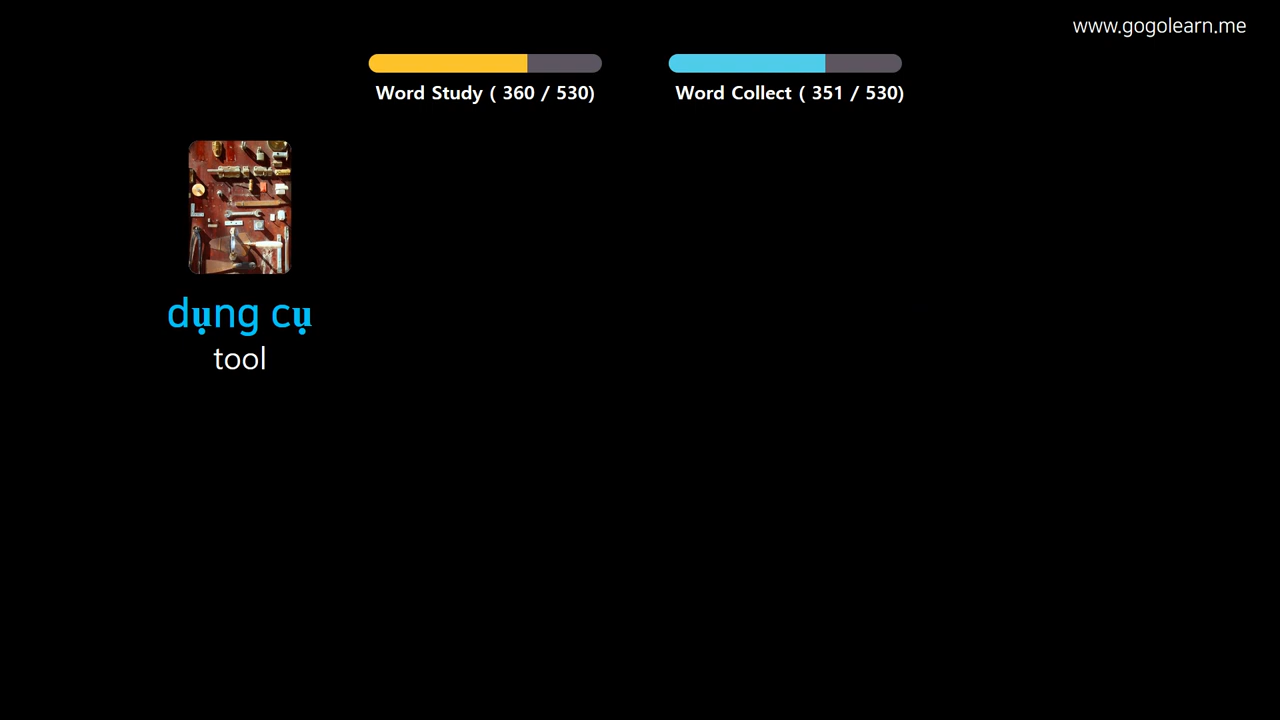 www.gogolearn.me
Word Study ( 360 / 530)
Word Collect ( 351 / 530)
dụng cụ
tool